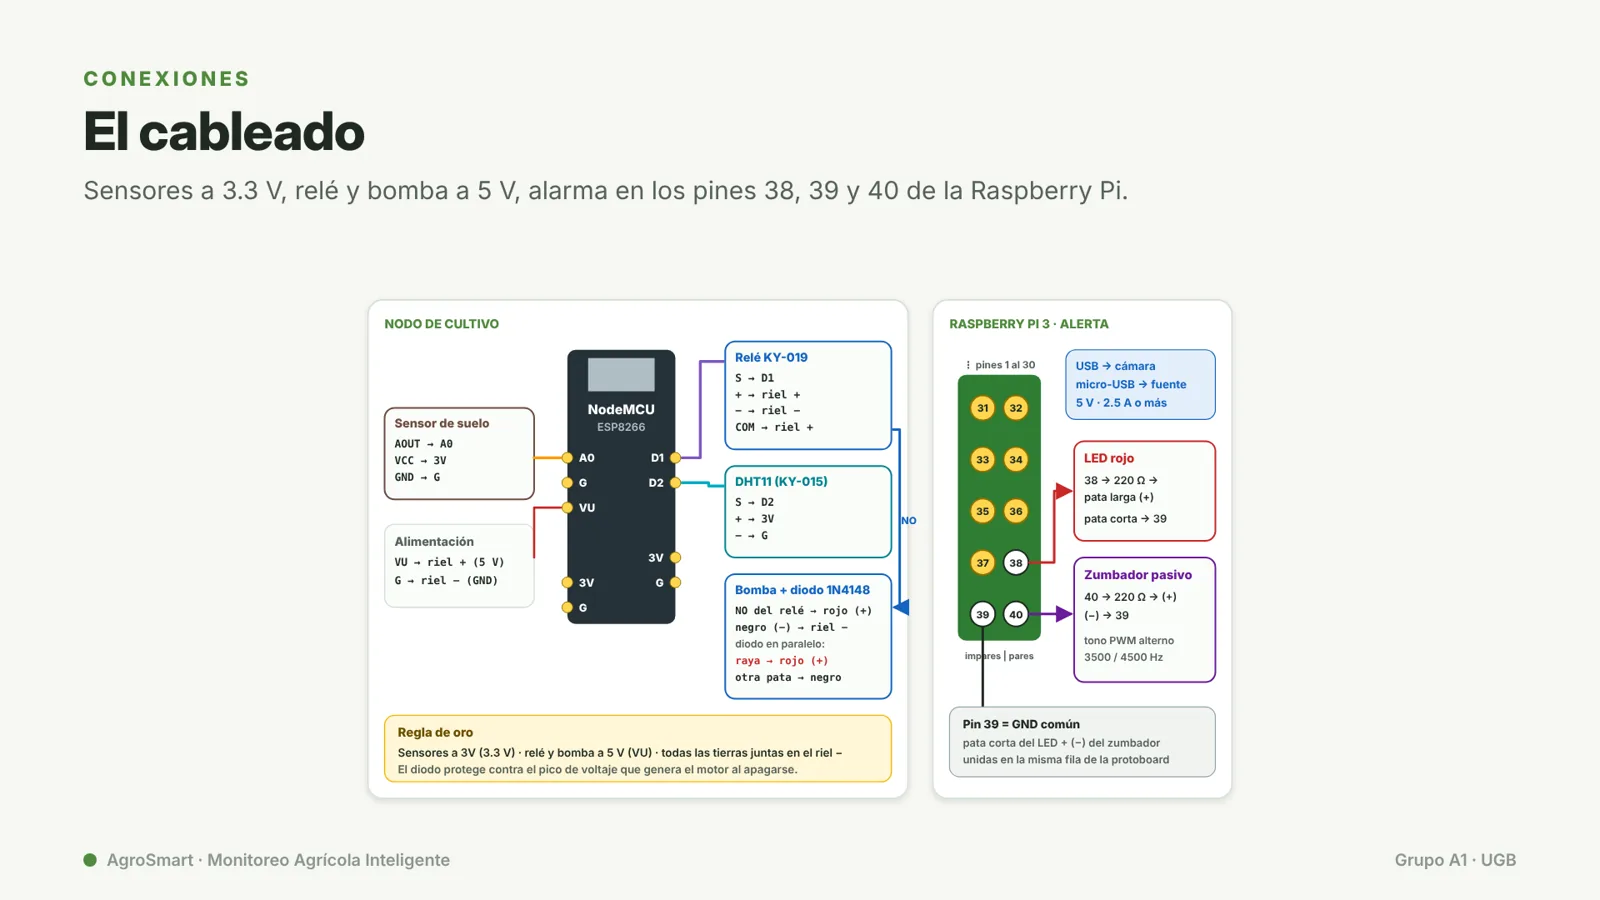 CONEXIONES
El cableado
Sensores a 3.3 V, relé y bomba a 5 V, alarma en los pines 38, 39 y 40 de la Raspberry Pi.
NODO DE CULTIVO
Sensor de suelo
AOUT → A0
VCC → 3V
GND → G
Alimentación
VU → riel + (5 V)
G → riel − (GND)
NodeMCU
ESP8266
A0
D1
G
D2
VU
3V
3V
G
G
Relé KY-019
S → D1
+ → riel +
− → riel −
COM → riel +
DHT11 (KY-015)
S → D2
+ → 3V
− → G
NO
Bomba + diodo 1N4148
NO del relé → rojo (+)
negro (−) → riel −
diodo en paralelo:
raya → rojo (+)
otra pata → negro
Regla de oro
Sensores a 3V (3.3 V) · relé y bomba a 5 V (VU) · todas las tierras juntas en el riel −
El diodo protege contra el pico de voltaje que genera el motor al apagarse.
RASPBERRY PI 3 · ALERTA
⋮ pines 1 al 30
31 32
33 34
35 36
37 38
39 40
impares | pares
USB → cámara
micro-USB → fuente
5 V · 2.5 A o más
LED rojo
38 → 220 Ω →
pata larga (+)
pata corta → 39
Zumbador pasivo
40 → 220 Ω → (+)
(−) → 39
tono PWM alterno
3500 / 4500 Hz
Pin 39 = GND común
pata corta del LED + (−) del zumbador
unidas en la misma fila de la protoboard
AgroSmart · Monitoreo Agrícola Inteligente
Grupo A1 · UGB